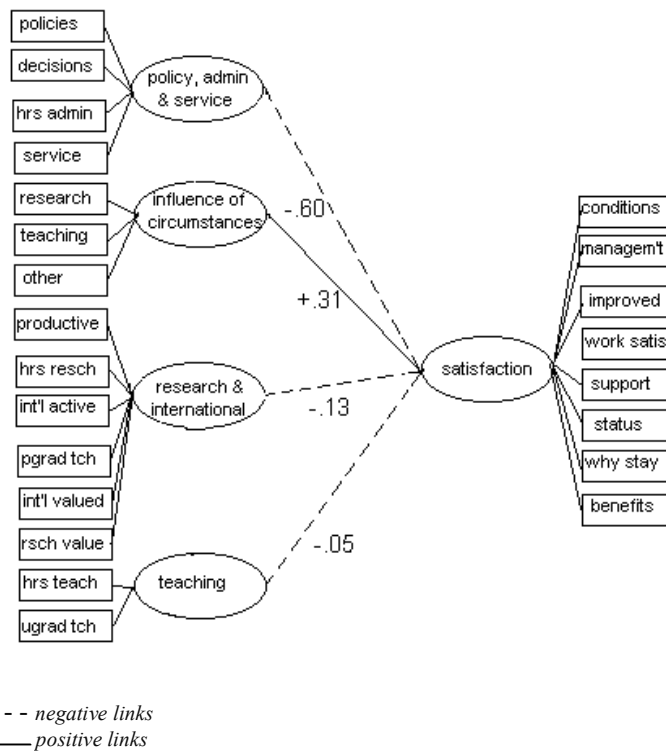 policies
decisions
hrs admin
service
research
teaching
other
productive
hrs resch
int'l active
pgrad tch
int'l valued
rsch value
hrs teach
ugrad tch
policy, admin
& service
influence of
circumstances
research &
international
teaching
-.60
+.31
-.13
-.05
satisfaction
conditions
managem't
improved
work satis
support
status
why stay
benefits
- - negative links
positive links